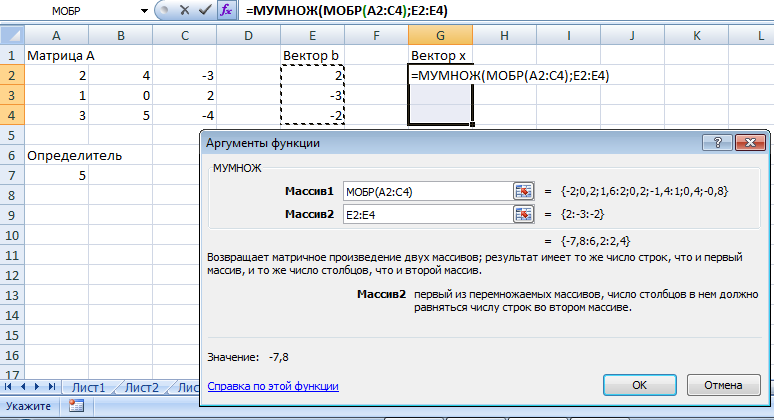 МОБР =МУМНОЖ(МОБР(A2:C4);E2:E4)
A B C D E F G H I J K L
1 Матрица А Вектор b Вектор x
2 2 4 -3 2 =МУМНОЖ(МОБР(A2:C4);E2:E4)
3 1 0 2 -3
4 3 5 -4 -2
5
6 Определитель
7 5
8
9
10
11
12
13
14
15
16
17
Аргументы функции
МУМНОЖ
Массив1 МОБР(A2:C4) = {-2;0,2;1,6:2;0,2;-1,4:1;0,4;-0,8}
Массив2 E2:E4 = {2:-3:-2}
= {-7,8:6,2:2,4}
Возвращает матричное произведение двух массивов; результат имеет то же число строк, что и первый
массив, и то же число столбцов, что и второй массив.
Массив2 первый из перемножаемых массивов, число столбцов в нем должно
равняться числу строк во втором массиве.
Значение: -7,8
Справка по этой функции ОК Отмена
Лист1 Лист2 Ли
Укажите